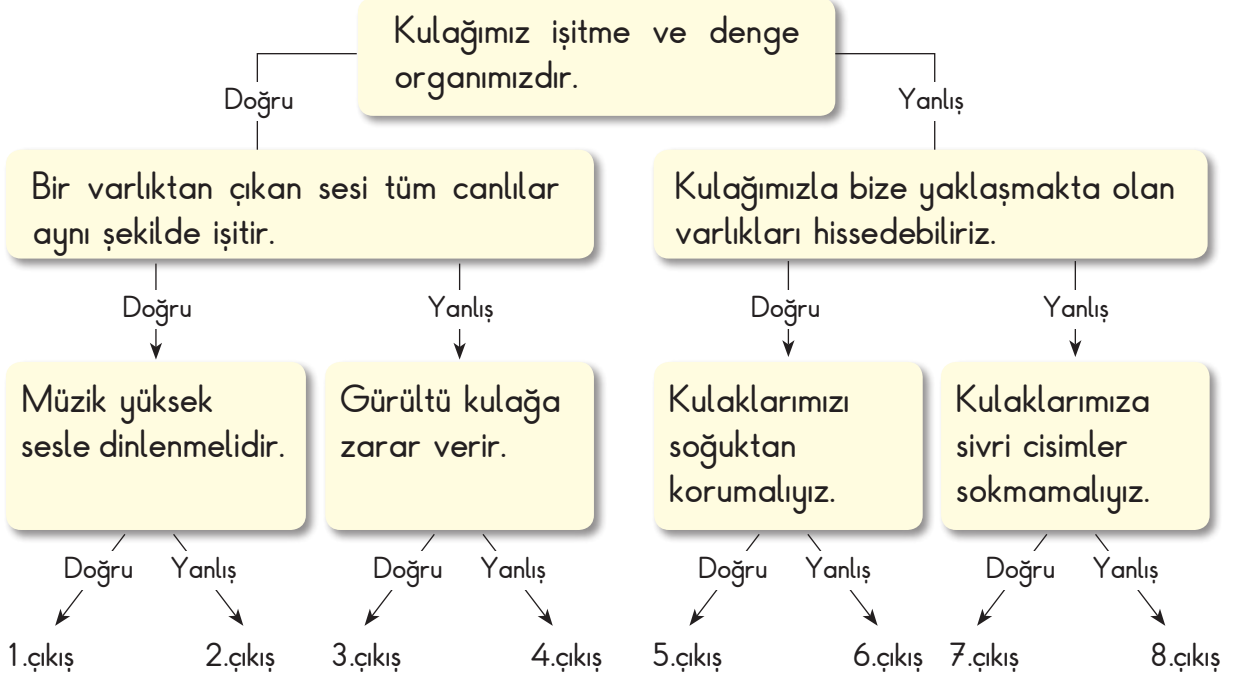 Kulağımız işitme ve denge
organımızdır.
Doğru
Yanlış
Bir varlıktan çıkan sesi tüm canlılar
aynı şekilde işitir.
Kulağımızla bize yaklaşmakta olan
varlıkları hissedebiliriz.
Doğru
Yanlış
Doğru
Yanlış
Müzik yüksek
sesle dinlenmelidir.
Gürültü kulağa
zarar verir.
Kulaklarımızı
soğuktan
korumalıyız.
Kulaklarımıza
sivri cisimler
sokmamalıyız.
Doğru
Yanlış
Doğru
Yanlış
Doğru
Yanlış
Doğru
Yanlış
1.çıkış
2.çıkış
3.çıkış
4.çıkış
5.çıkış
6.çıkış
7.çıkış
8.çıkış